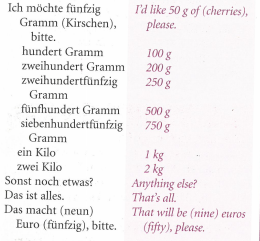 Ich möchte fünfzig
Gramm (Kirschen),
bitte.
hundert Gramm
zweihundert Gramm
zweihundertfünfzig
Gramm
fünfhundert Gramm
siebenhundertfünfzig
Gramm
ein Kilo
zwei Kilo
Sonst noch etwas?
Das ist alles.
Das macht (neun)
Euro (fünfzig), bitte.
I'd like 50 g of (cherries),
please.
100 g
200 g
250 g
500 g
750 g
1 kg
2 kg
Anything else?
That's all.
That will be (nine) euros
(fifty), please.